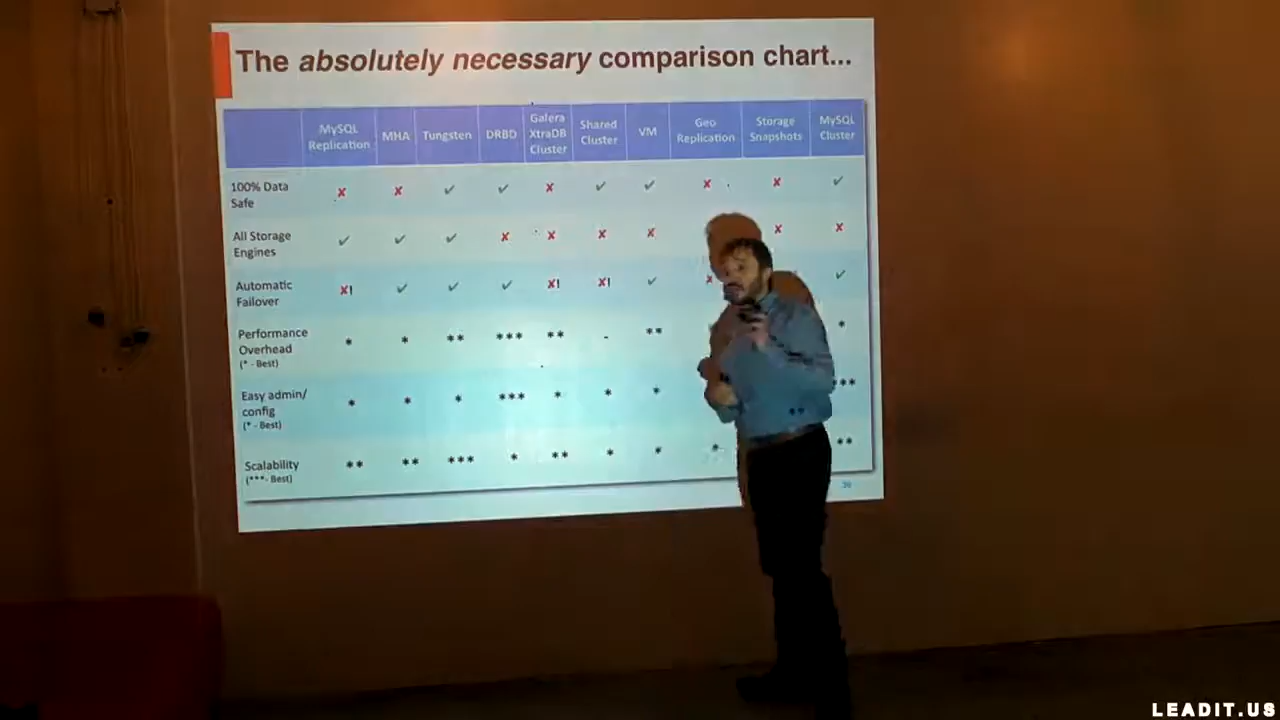 The absolutely necessary comparison chart...
MySQL Replication MHA Tungsten DRBD Galera XtraDB Cluster Shared Cluster VM Geo Replication Storage Snapshots MySQL Cluster
100% Data Safe ✘ ✘ ✔ ✔ ✘ ✔ ✔ ✘ ✘ ✔
All Storage Engines ✔ ✔ ✔ ✘ ✘ ✘ ✘ ✘ ✘
Automatic Failover ✘! ✔ ✔ ✔ ✘! ✘! ✔ ✘ ✔
Performance Overhead (* - Best) * * ** *** ** - ** *
Easy admin/ config (* - Best) * * * *** * * * ***
Scalability (***- Best) ** ** *** * ** * * * ** **
LEADIT.US